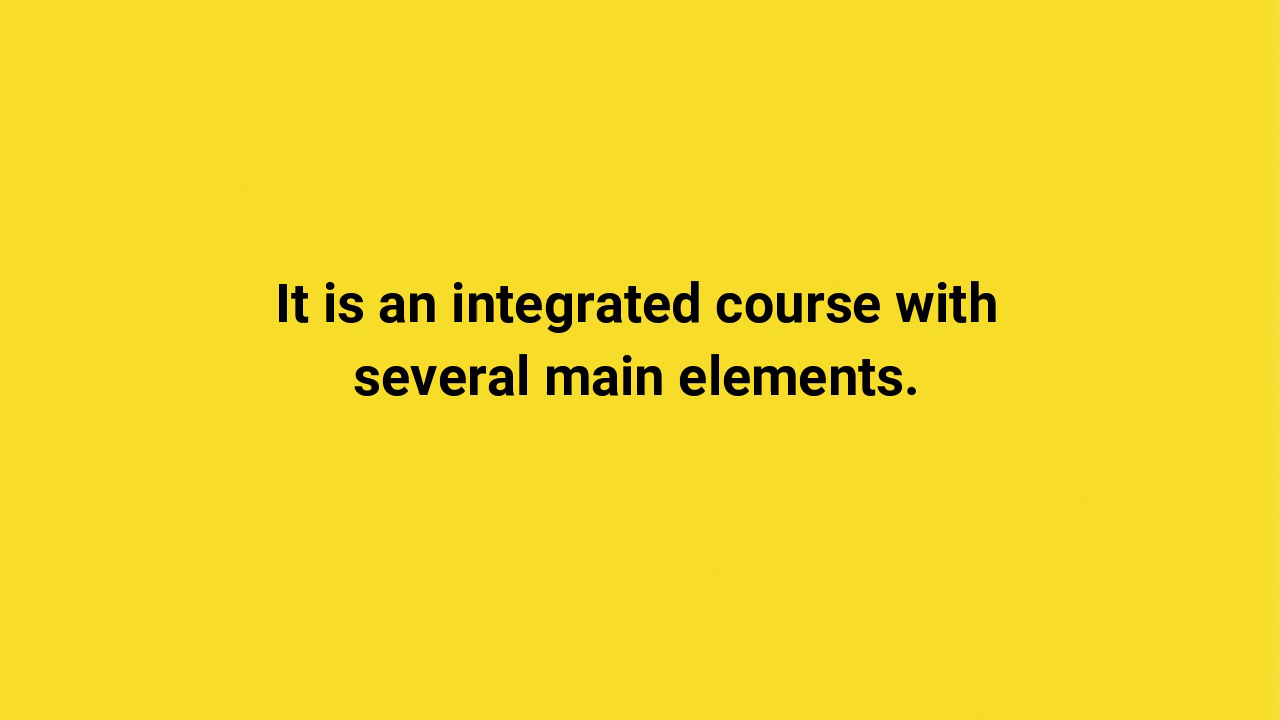 It is an integrated course with
several main elements.